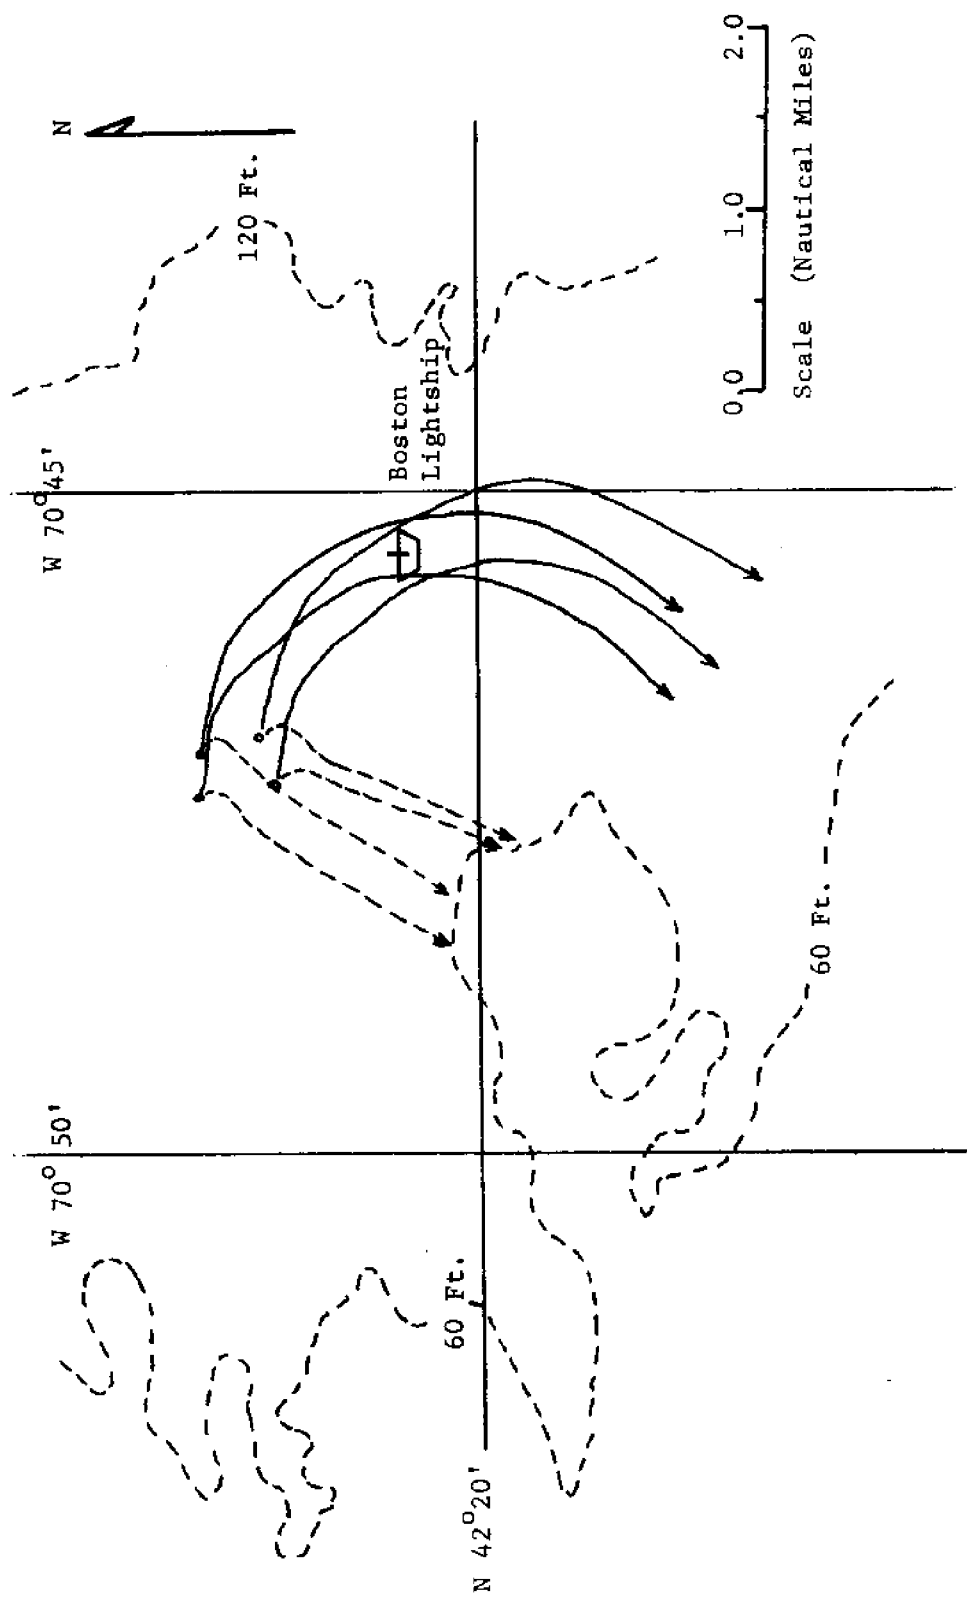 N
120 Ft.
W 70° 45'
Boston
Lightship
0.0 1.0 2.0
Scale (Nautical Miles)
60 Ft.
W 70° 50'
60 Ft.
N 42° 20'